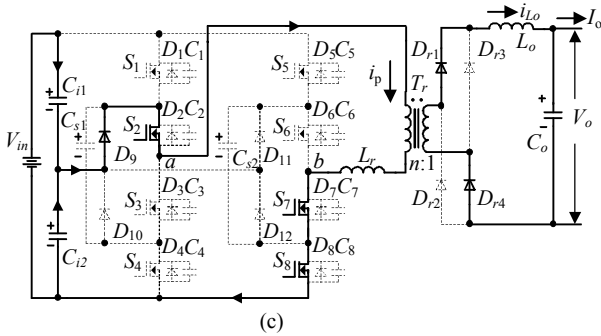 D1C1
D5C5
iLo
Io
S1
S5
Lo
Dr1
Dr3
Ci1
ip
Tr
D2C2
D6C6
Cs1
S2
S6
Vin
Co
Vo
D9
a
Cs2
D11
b
Lr
n:1
D3C3
D7C7
S3
S7
Dr2
Dr4
D10
D12
Ci2
D4C4
D8C8
S4
S8
(c)